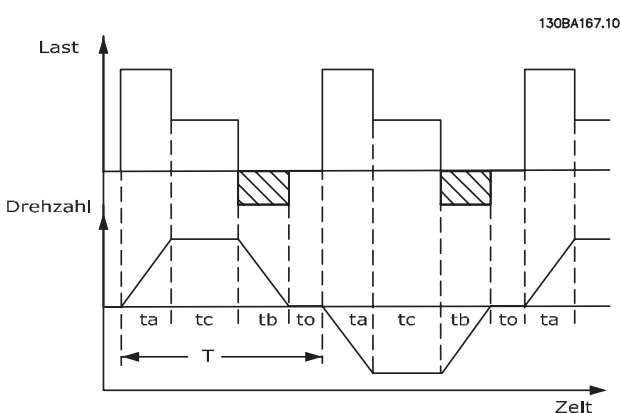 130BA167.10
Last
Drehzahl
ta tc tb to ta tc tb to ta
T
Zeit